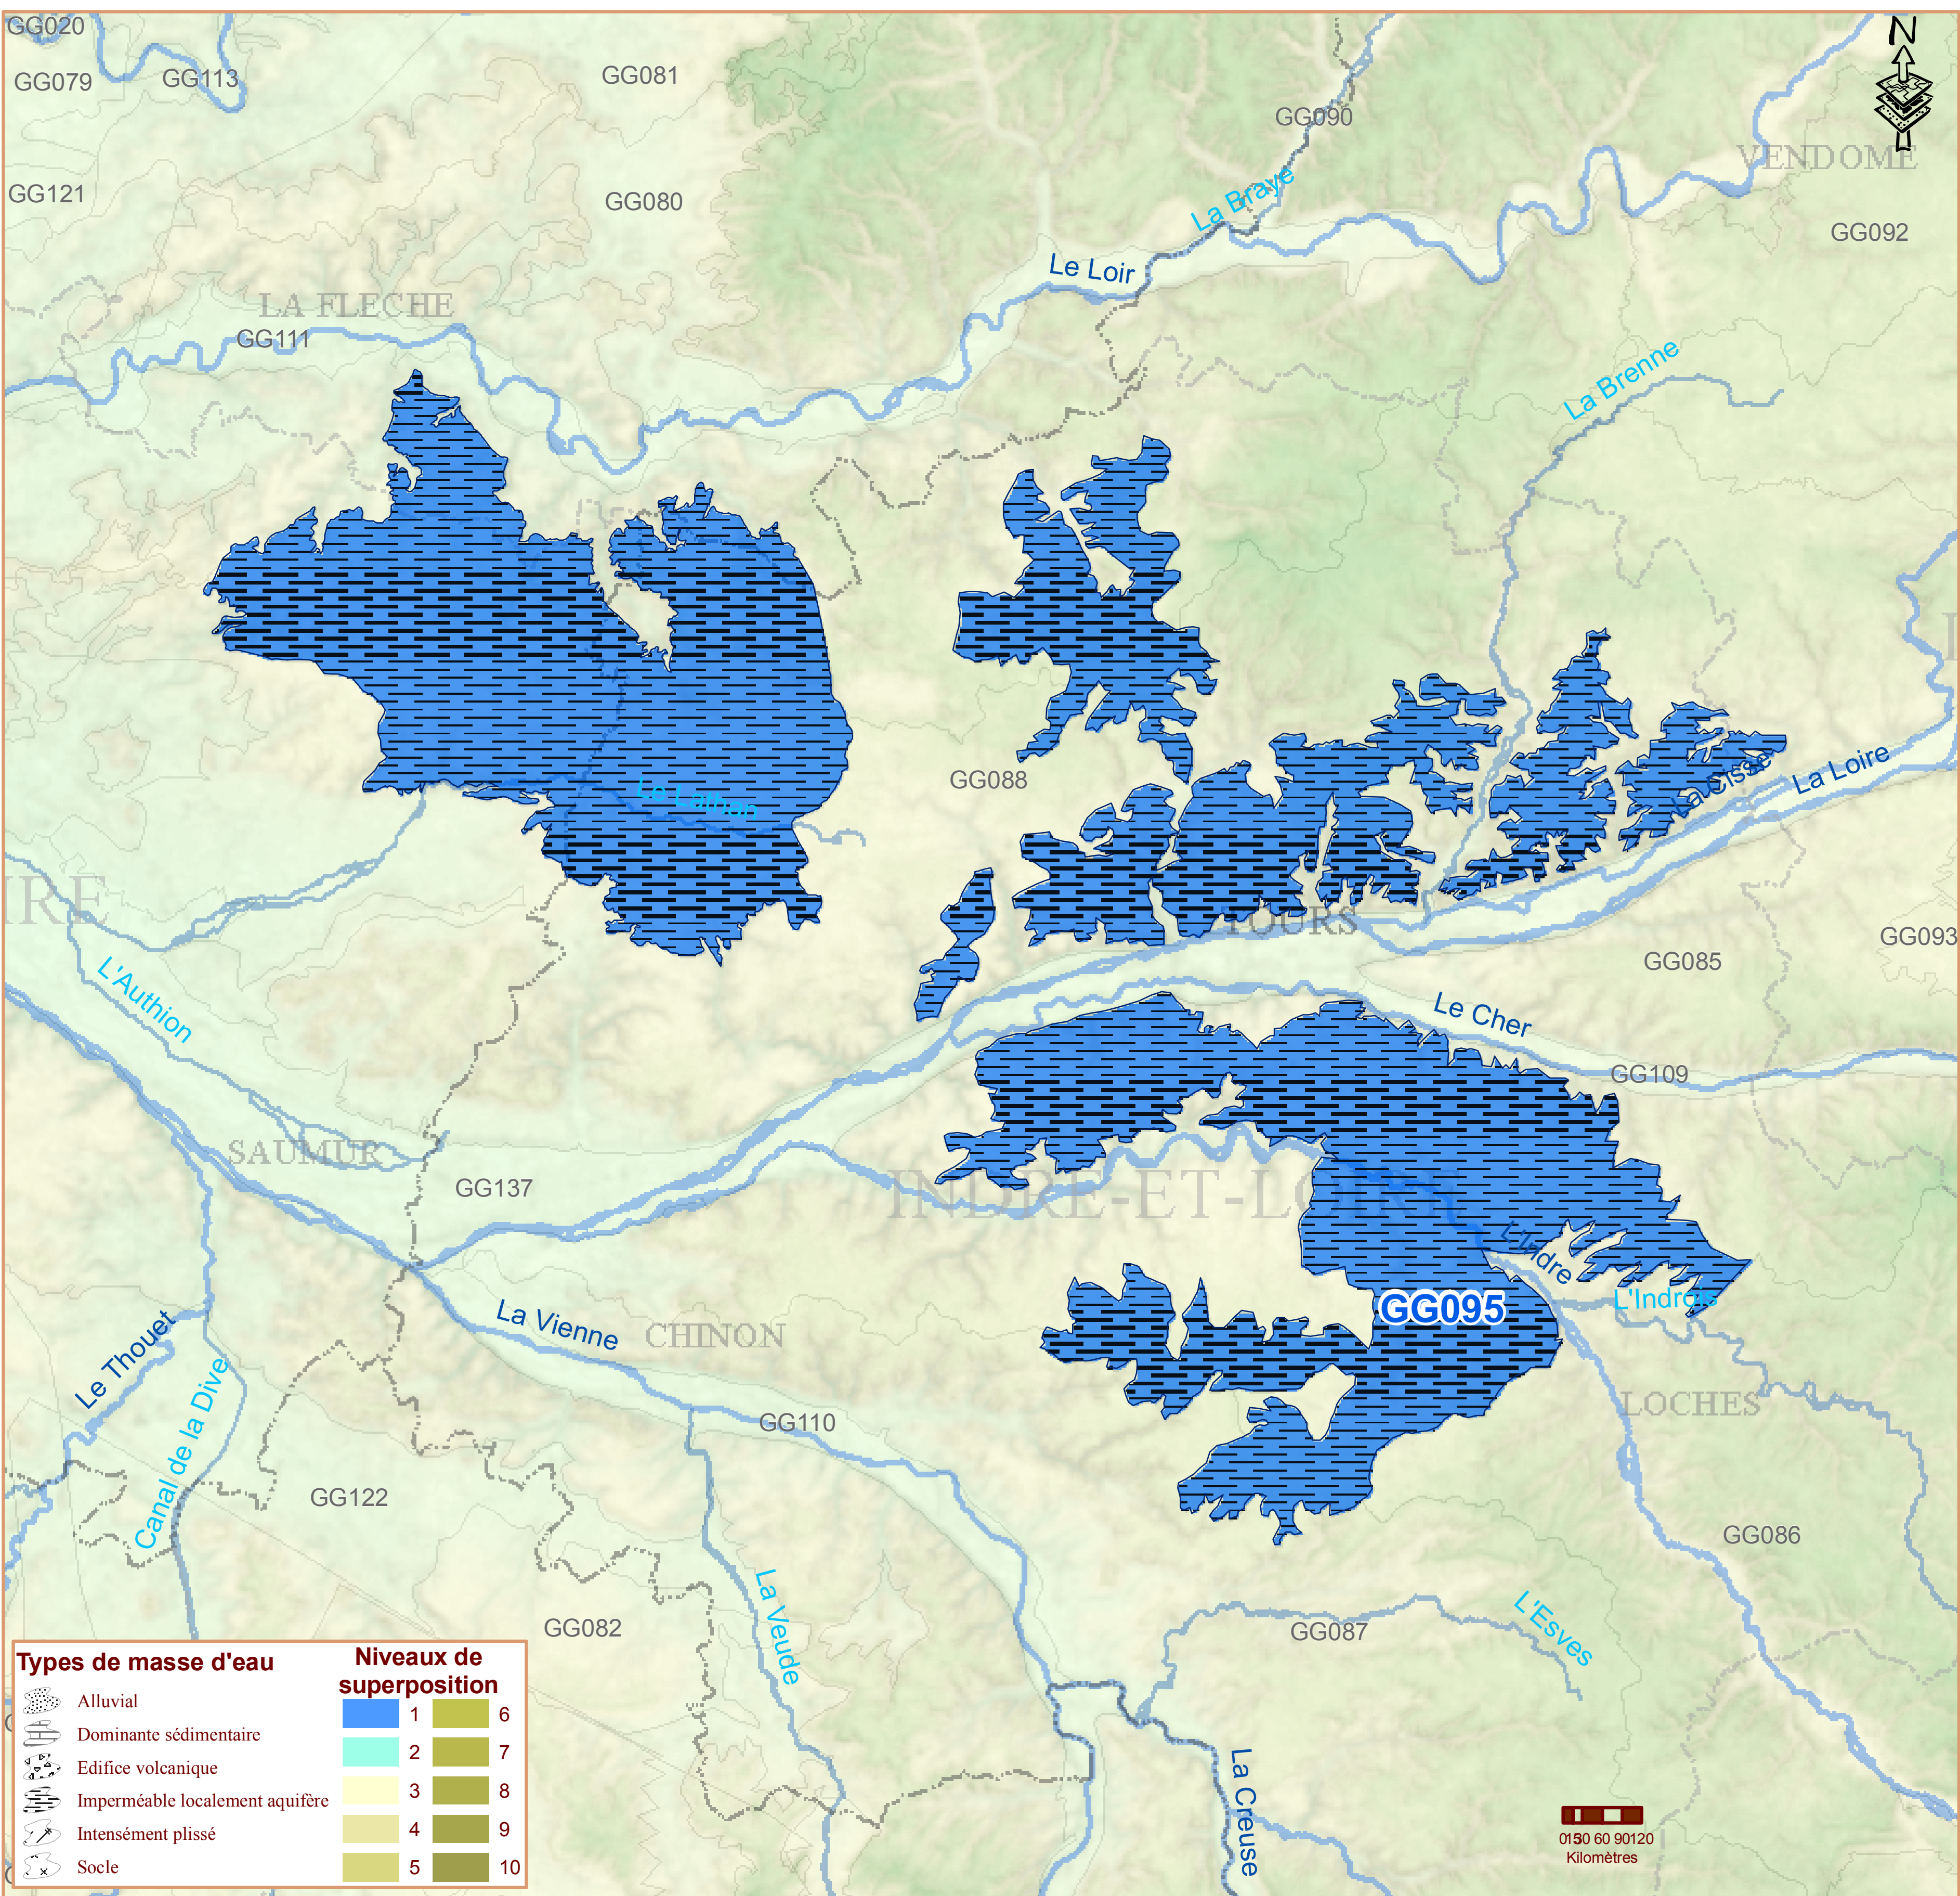 GG020
N
GG079
GG113
GG081
GG090
VENDOME
GG121
La Braye
GG080
GG092
Le Loir
LA FLECHE
GG111
La Brenne
Le Lathan
GG088
La Cisse
La Loire
IRE
TOURS
GG093
GG085
L'Authion
Le Cher
GG109
SAUMUR
GG137
INDRE-ET-LOIRE
L'Indre
L'Indrois
GG095
La Vienne
CHINON
Le Thouet
Canal de la Dive
LOCHES
GG110
GG122
GG086
La Veude
GG082
GG087
L'Esves
La Creuse
Types de masse d'eau
Alluvial
Dominante sédimentaire
Edifice volcanique
Imperméable localement aquifère
Intensément plissé
Socle
Niveaux de
superposition
1 6
2 7
3 8
4 9
5 10
Kilomètres